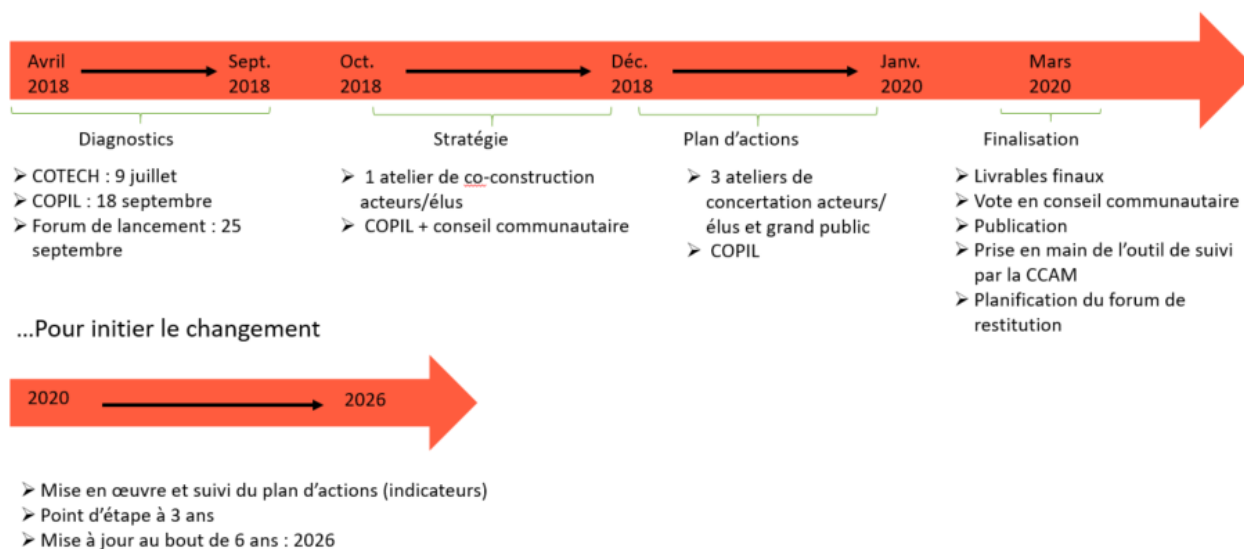 Avril 2018
Sept. 2018
Oct. 2018
Déc. 2018
Janv. 2020
Mars 2020
Diagnostics
➢ COTECH : 9 juillet
➢ COPIL : 18 septembre
➢ Forum de lancement : 25
septembre
Stratégie
➢ 1 atelier de co-construction
acteurs/élus
➢ COPIL + conseil communautaire
Plan d'actions
➢ 3 ateliers de
concertation acteurs/
élus et grand public
➢ COPIL
Finalisation
➢ Livrables finaux
➢ Vote en conseil communautaire
➢ Publication
➢ Prise en main de l'outil de suivi
par la CCAM
➢ Planification du forum de
restitution
...Pour initier le changement
2020
2026
➢ Mise en œuvre et suivi du plan d'actions (indicateurs)
➢ Point d'étape à 3 ans
➢ Mise à jour au bout de 6 ans : 2026